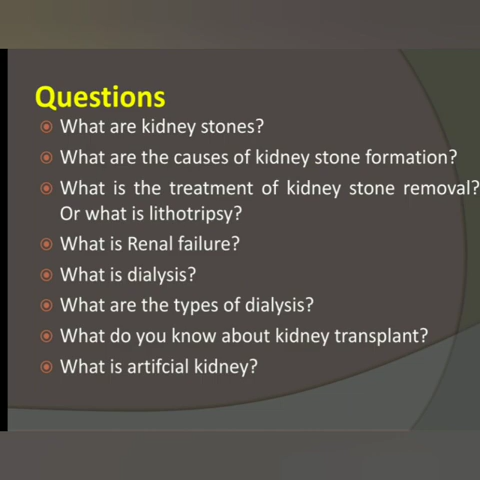 Questions
What are kidney stones?
What are the causes of kidney stone formation?
What is the treatment of kidney stone removal?
Or what is lithotripsy?
What is Renal failure?
What is dialysis?
What are the types of dialysis?
What do you know about kidney transplant?
What is artifcial kidney?